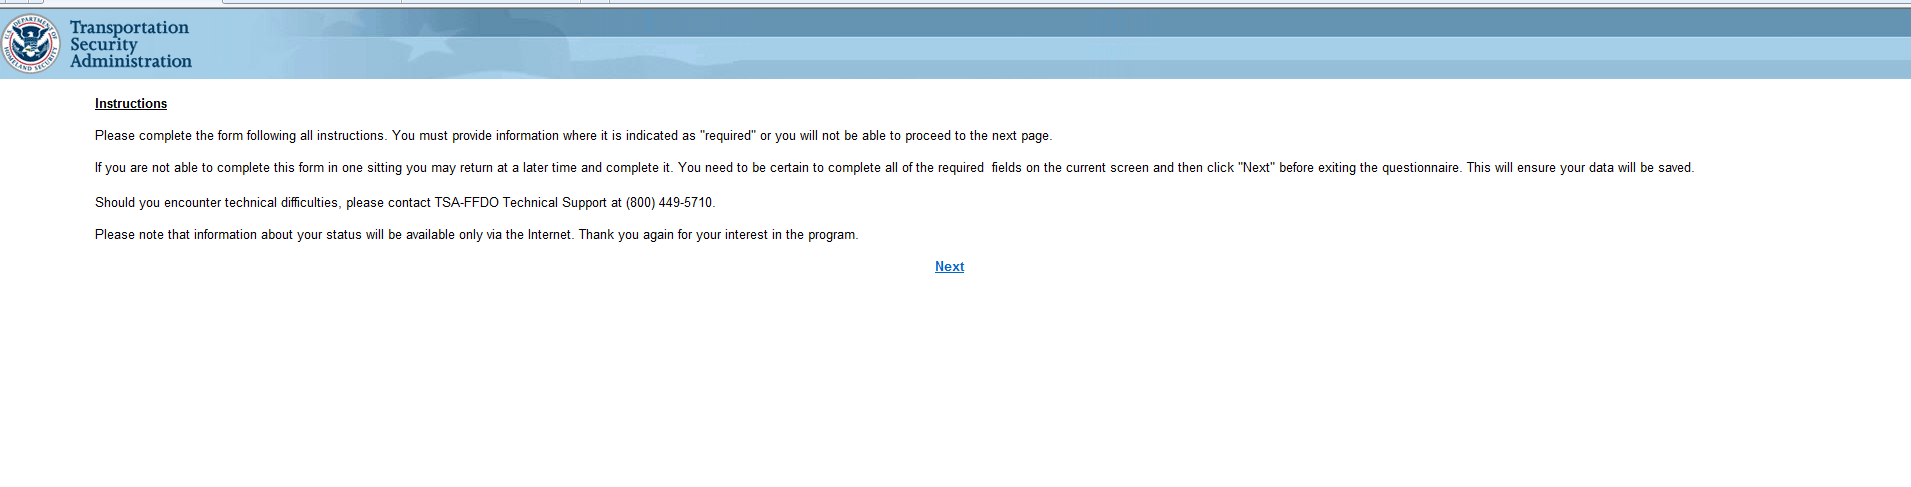 Transportation
Security
Administration
Instructions
Please complete the form following all instructions. You must provide information where it is indicated as "required" or you will not be able to proceed to the next page.
If you are not able to complete this form in one sitting you may return at a later time and complete it. You need to be certain to complete all of the required  fields on the current screen and then click "Next" before exiting the questionnaire. This will ensure your data will be saved.
Should you encounter technical difficulties, please contact TSA-FFDO Technical Support at (800) 449-5710.
Please note that information about your status will be available only via the Internet. Thank you again for your interest in the program.
Next